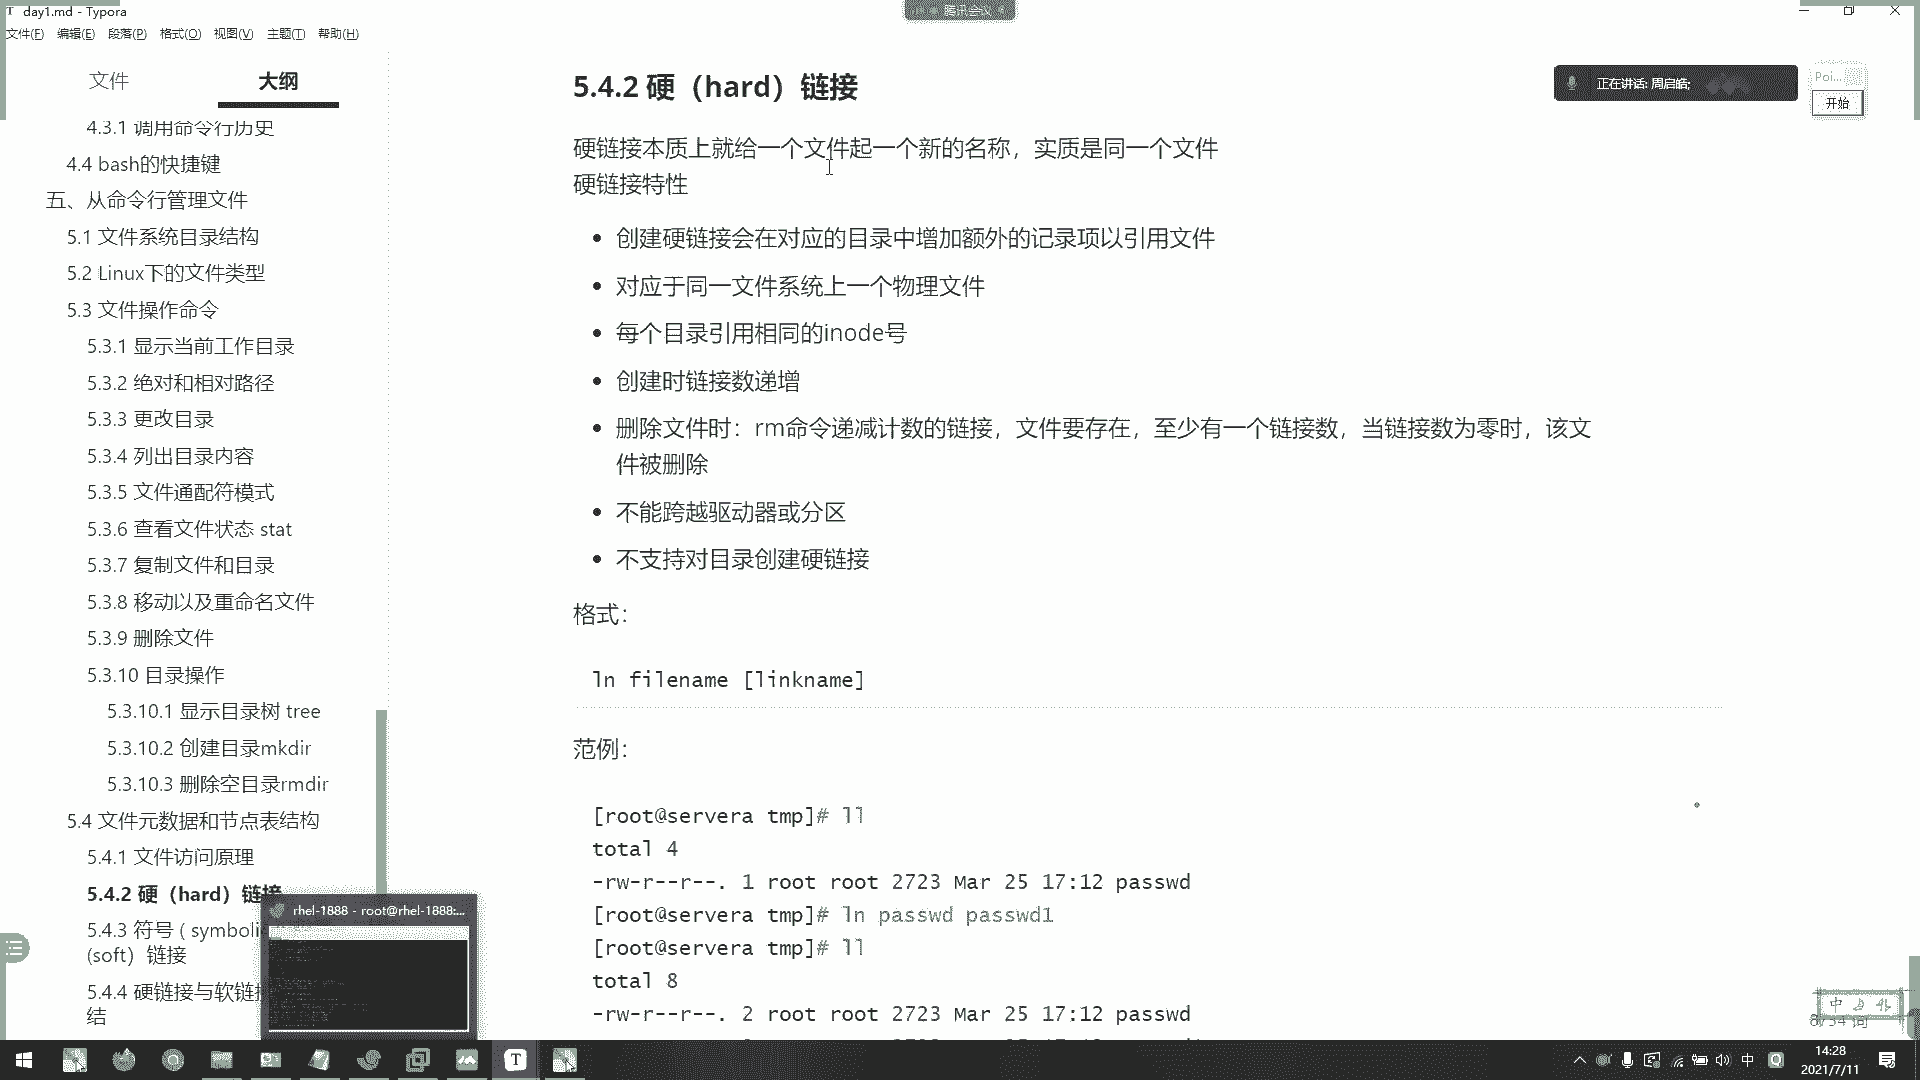 day1.md - Typora
腾讯会议
文件(F) 编辑(E) 段落(P) 格式(O) 视图(V) 主题(T) 帮助(H)
文件 大纲
4.3.1 调用命令行历史
4.4 bash的快捷键
五、从命令行管理文件
5.1 文件系统目录结构
5.2 Linux下的文件类型
5.3 文件操作命令
5.3.1 显示当前工作目录
5.3.2 绝对和相对路径
5.3.3 更改目录
5.3.4 列出目录内容
5.3.5 文件通配符模式
5.3.6 查看文件状态 stat
5.3.7 复制文件和目录
5.3.8 移动以及重命名文件
5.3.9 删除文件
5.3.10 目录操作
5.3.10.1 显示目录树 tree
5.3.10.2 创建目录mkdir
5.3.10.3 删除空目录rmdir
5.4 文件元数据和节点表结构
5.4.1 文件访问原理
5.4.2 硬（hard）链接
5.4.3 符号 ( symboli
(soft）链接
5.4.4 硬链接与软链
结
rhel-1888 - root@rhel-1888:...
5.4.2 硬（hard）链接
硬链接本质上就给一个文件起一个新的名称，实质是同一个文件
硬链接特性
• 创建硬链接会在对应的目录中增加额外的记录项以引用文件
• 对应于同一文件系统上一个物理文件
• 每个目录引用相同的inode号
• 创建时链接数递增
• 删除文件时：rm命令递减计数的链接，文件要存在，至少有一个链接数，当链接数为零时，该文
件被删除
• 不能跨越驱动器或分区
• 不支持对目录创建硬链接
格式：
ln filename [linkname]
范例：
[root@servera tmp]# ll
total 4
-rw-r--r--. 1 root root 2723 Mar 25 17:12 passwd
[root@servera tmp]# ln passwd passwd1
[root@servera tmp]# ll
total 8
-rw-r--r--. 2 root root 2723 Mar 25 17:12 passwd
正在讲话: 周启皓;
Poi...
开始
中
中
14:28
2021/7/11